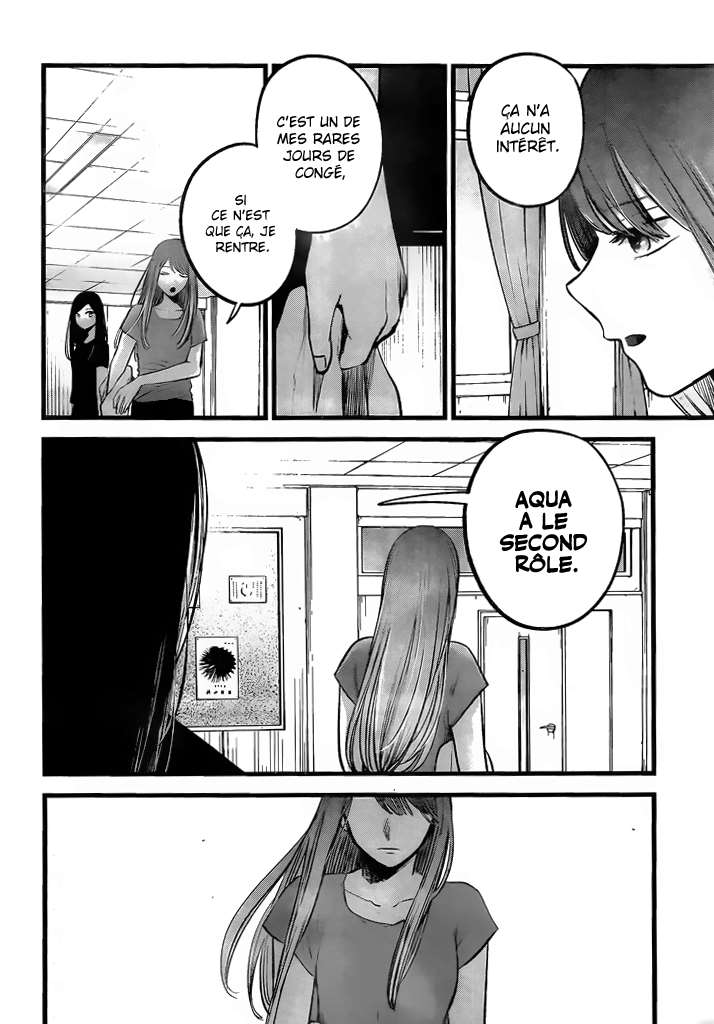 ÇA N'A
AUCUN
INTÉRÊT.
C'EST UN DE
MES RARES
JOURS DE
CONGÉ,
SI
CE N'EST
QUE ÇA, JE
RENTRE.
AQUA
A LE
SECOND
RÔLE.